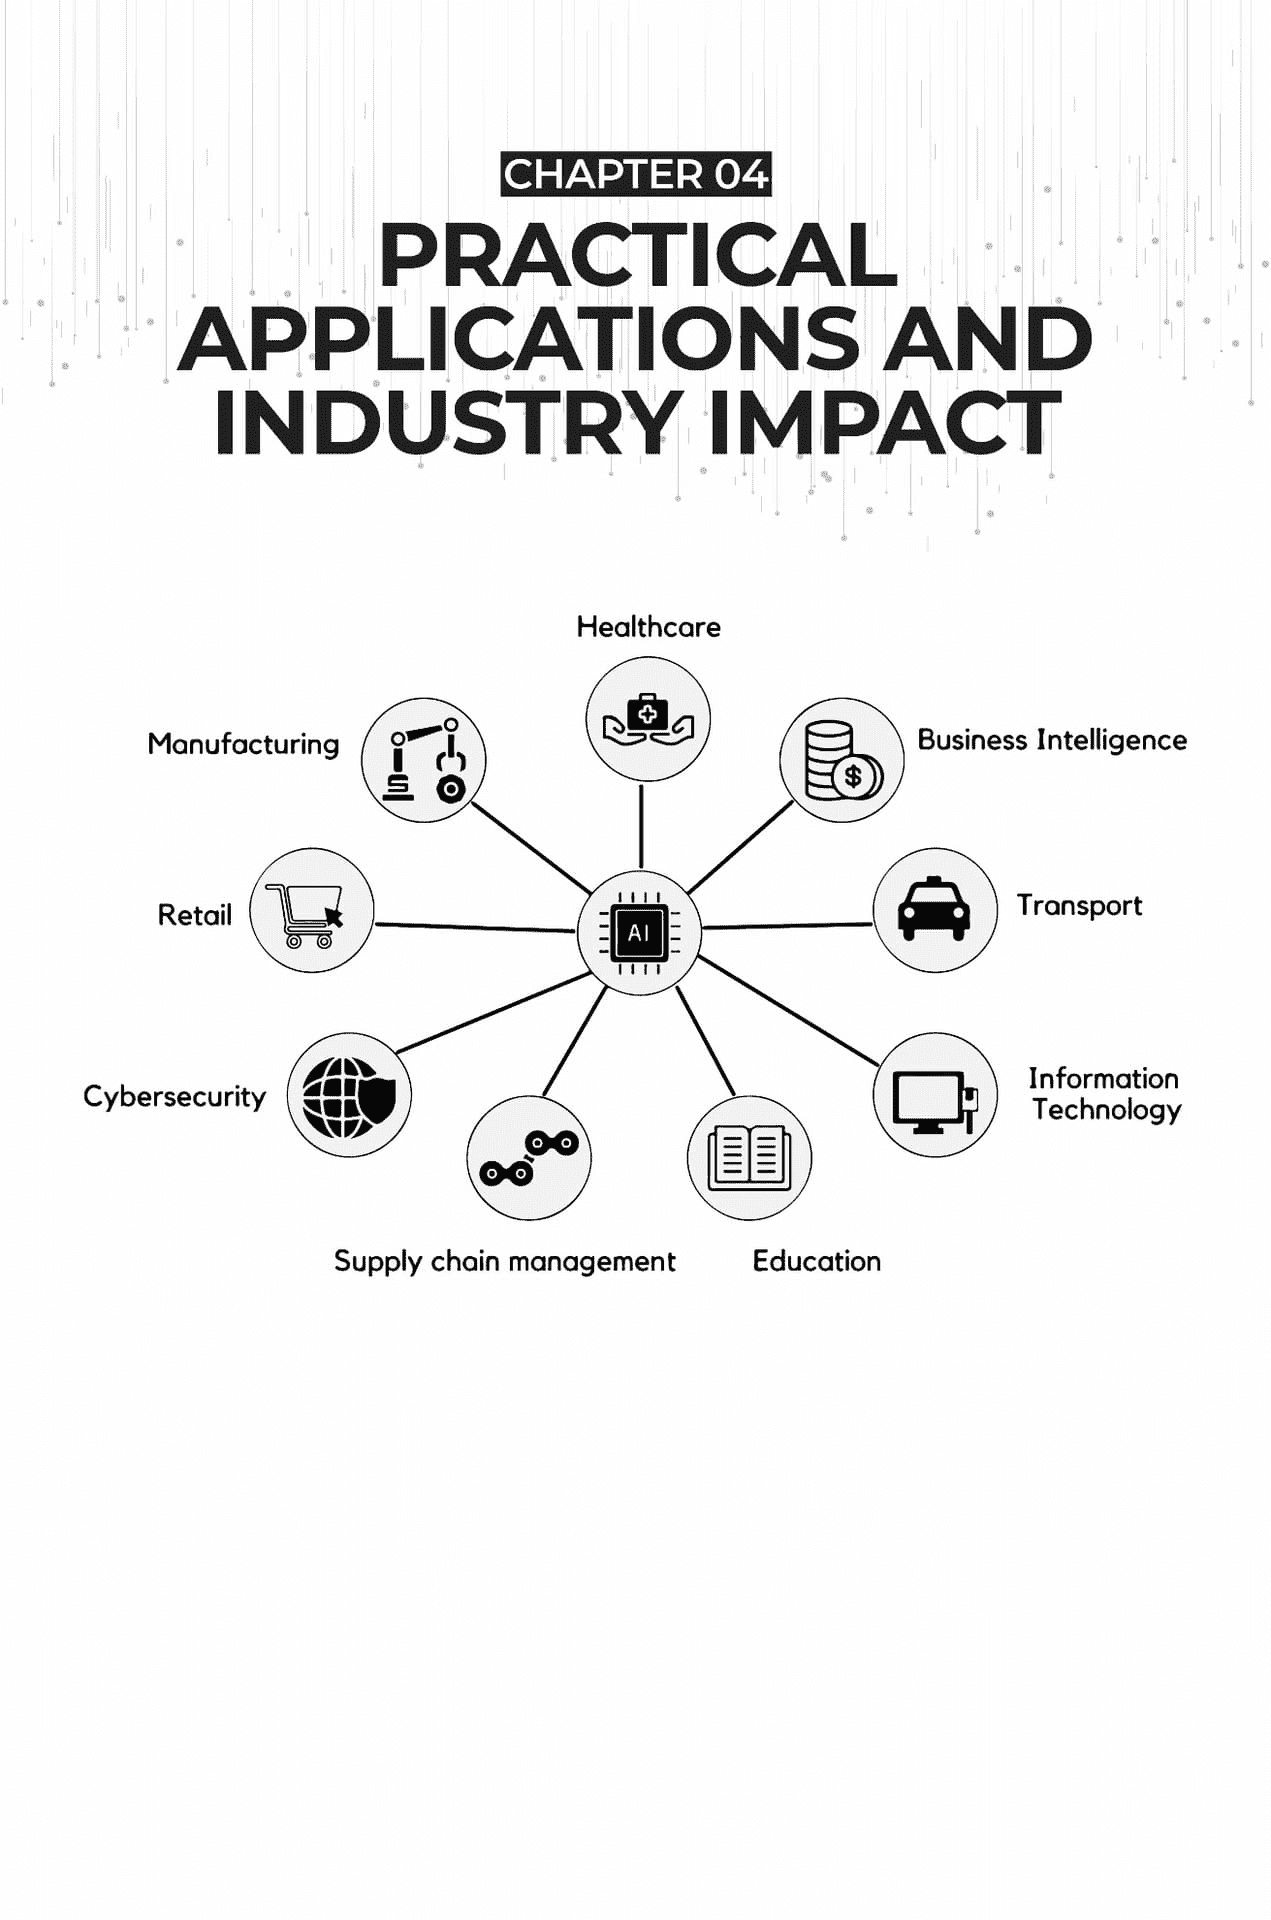 CHAPTER 04
PRACTICAL
APPLICATIONS AND
INDUSTRY IMPACT
Healthcare
Manufacturing
Business Intelligence
Retail
AI
Transport
Cybersecurity
Information
Technology
Supply chain management
Education
S
$